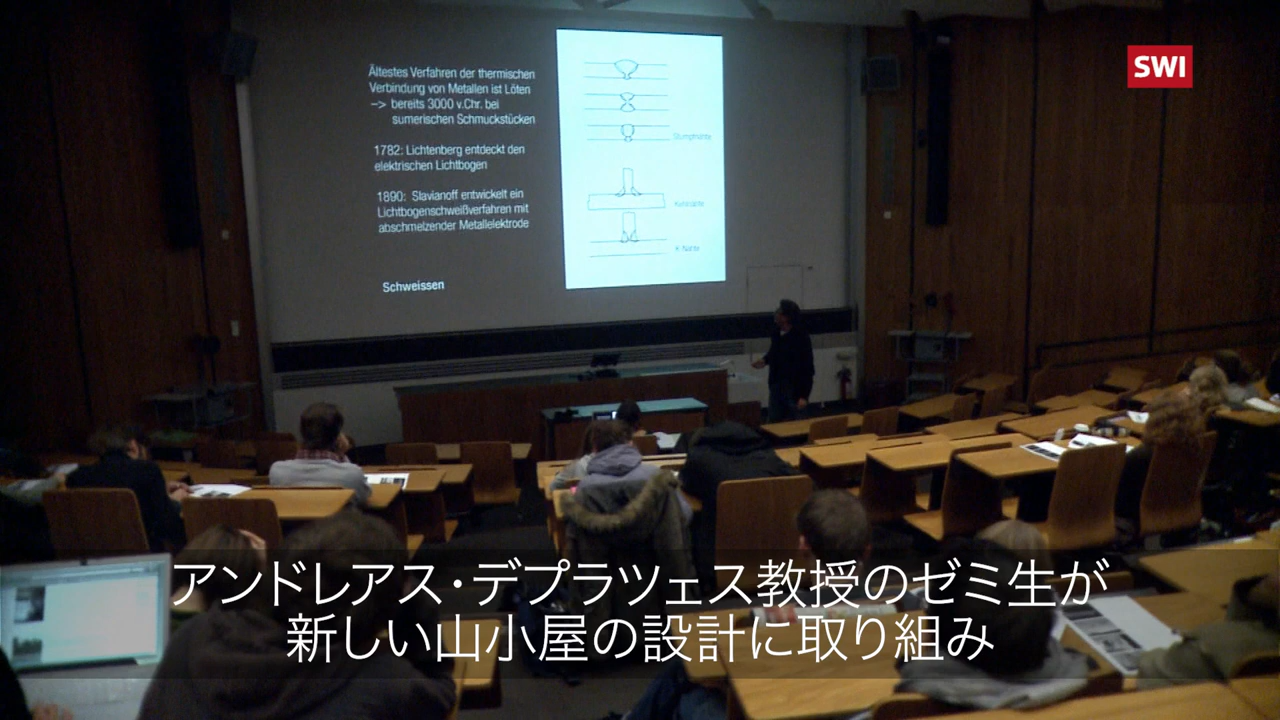 SWI
Ältestes Verfahren der thermischen
Verbindung von Metallen ist Löten
–> bereits 3000 v.Chr. bei
sumerischen Schmuckstücken
1782: Lichtenberg entdeckt den
elektrischen Lichtbogen
1890: Slavianoff entwickelt ein
Lichtbogenschweißverfahren mit
abschmelzender Metallelektrode
Schweissen
Stumpfnähte
Kehlnähte
K-Nähte
アンドレアス・デプラツェス教授のゼミ生が
新しい山小屋の設計に取り組み